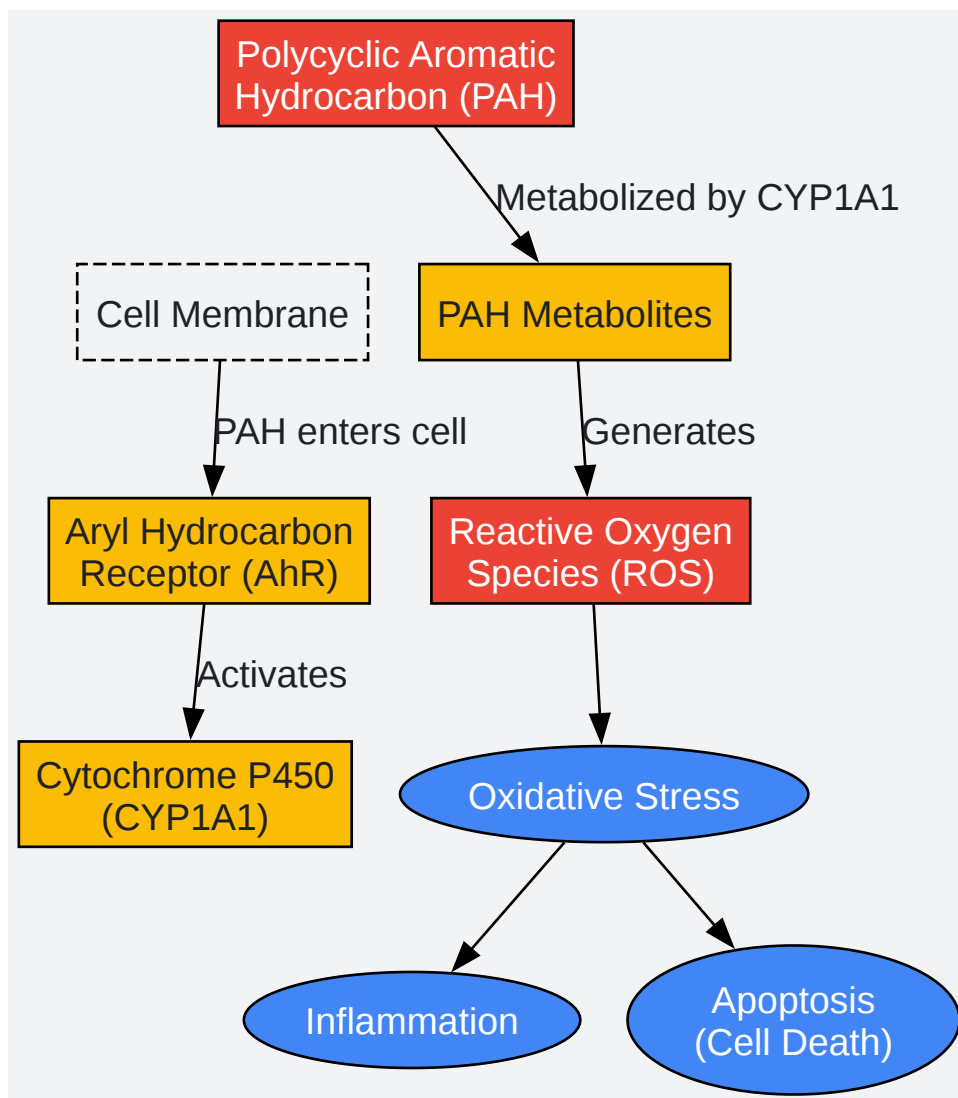 Polycyclic Aromatic
Hydrocarbon (PAH)
Metabolized by CYP1A1
Cell Membrane
PAH Metabolites
PAH enters cell
Generates
Aryl Hydrocarbon
Receptor (AhR)
Reactive Oxygen
Species (ROS)
Activates
Cytochrome P450
(CYP1A1)
Oxidative Stress
Inflammation
Apoptosis
(Cell Death)